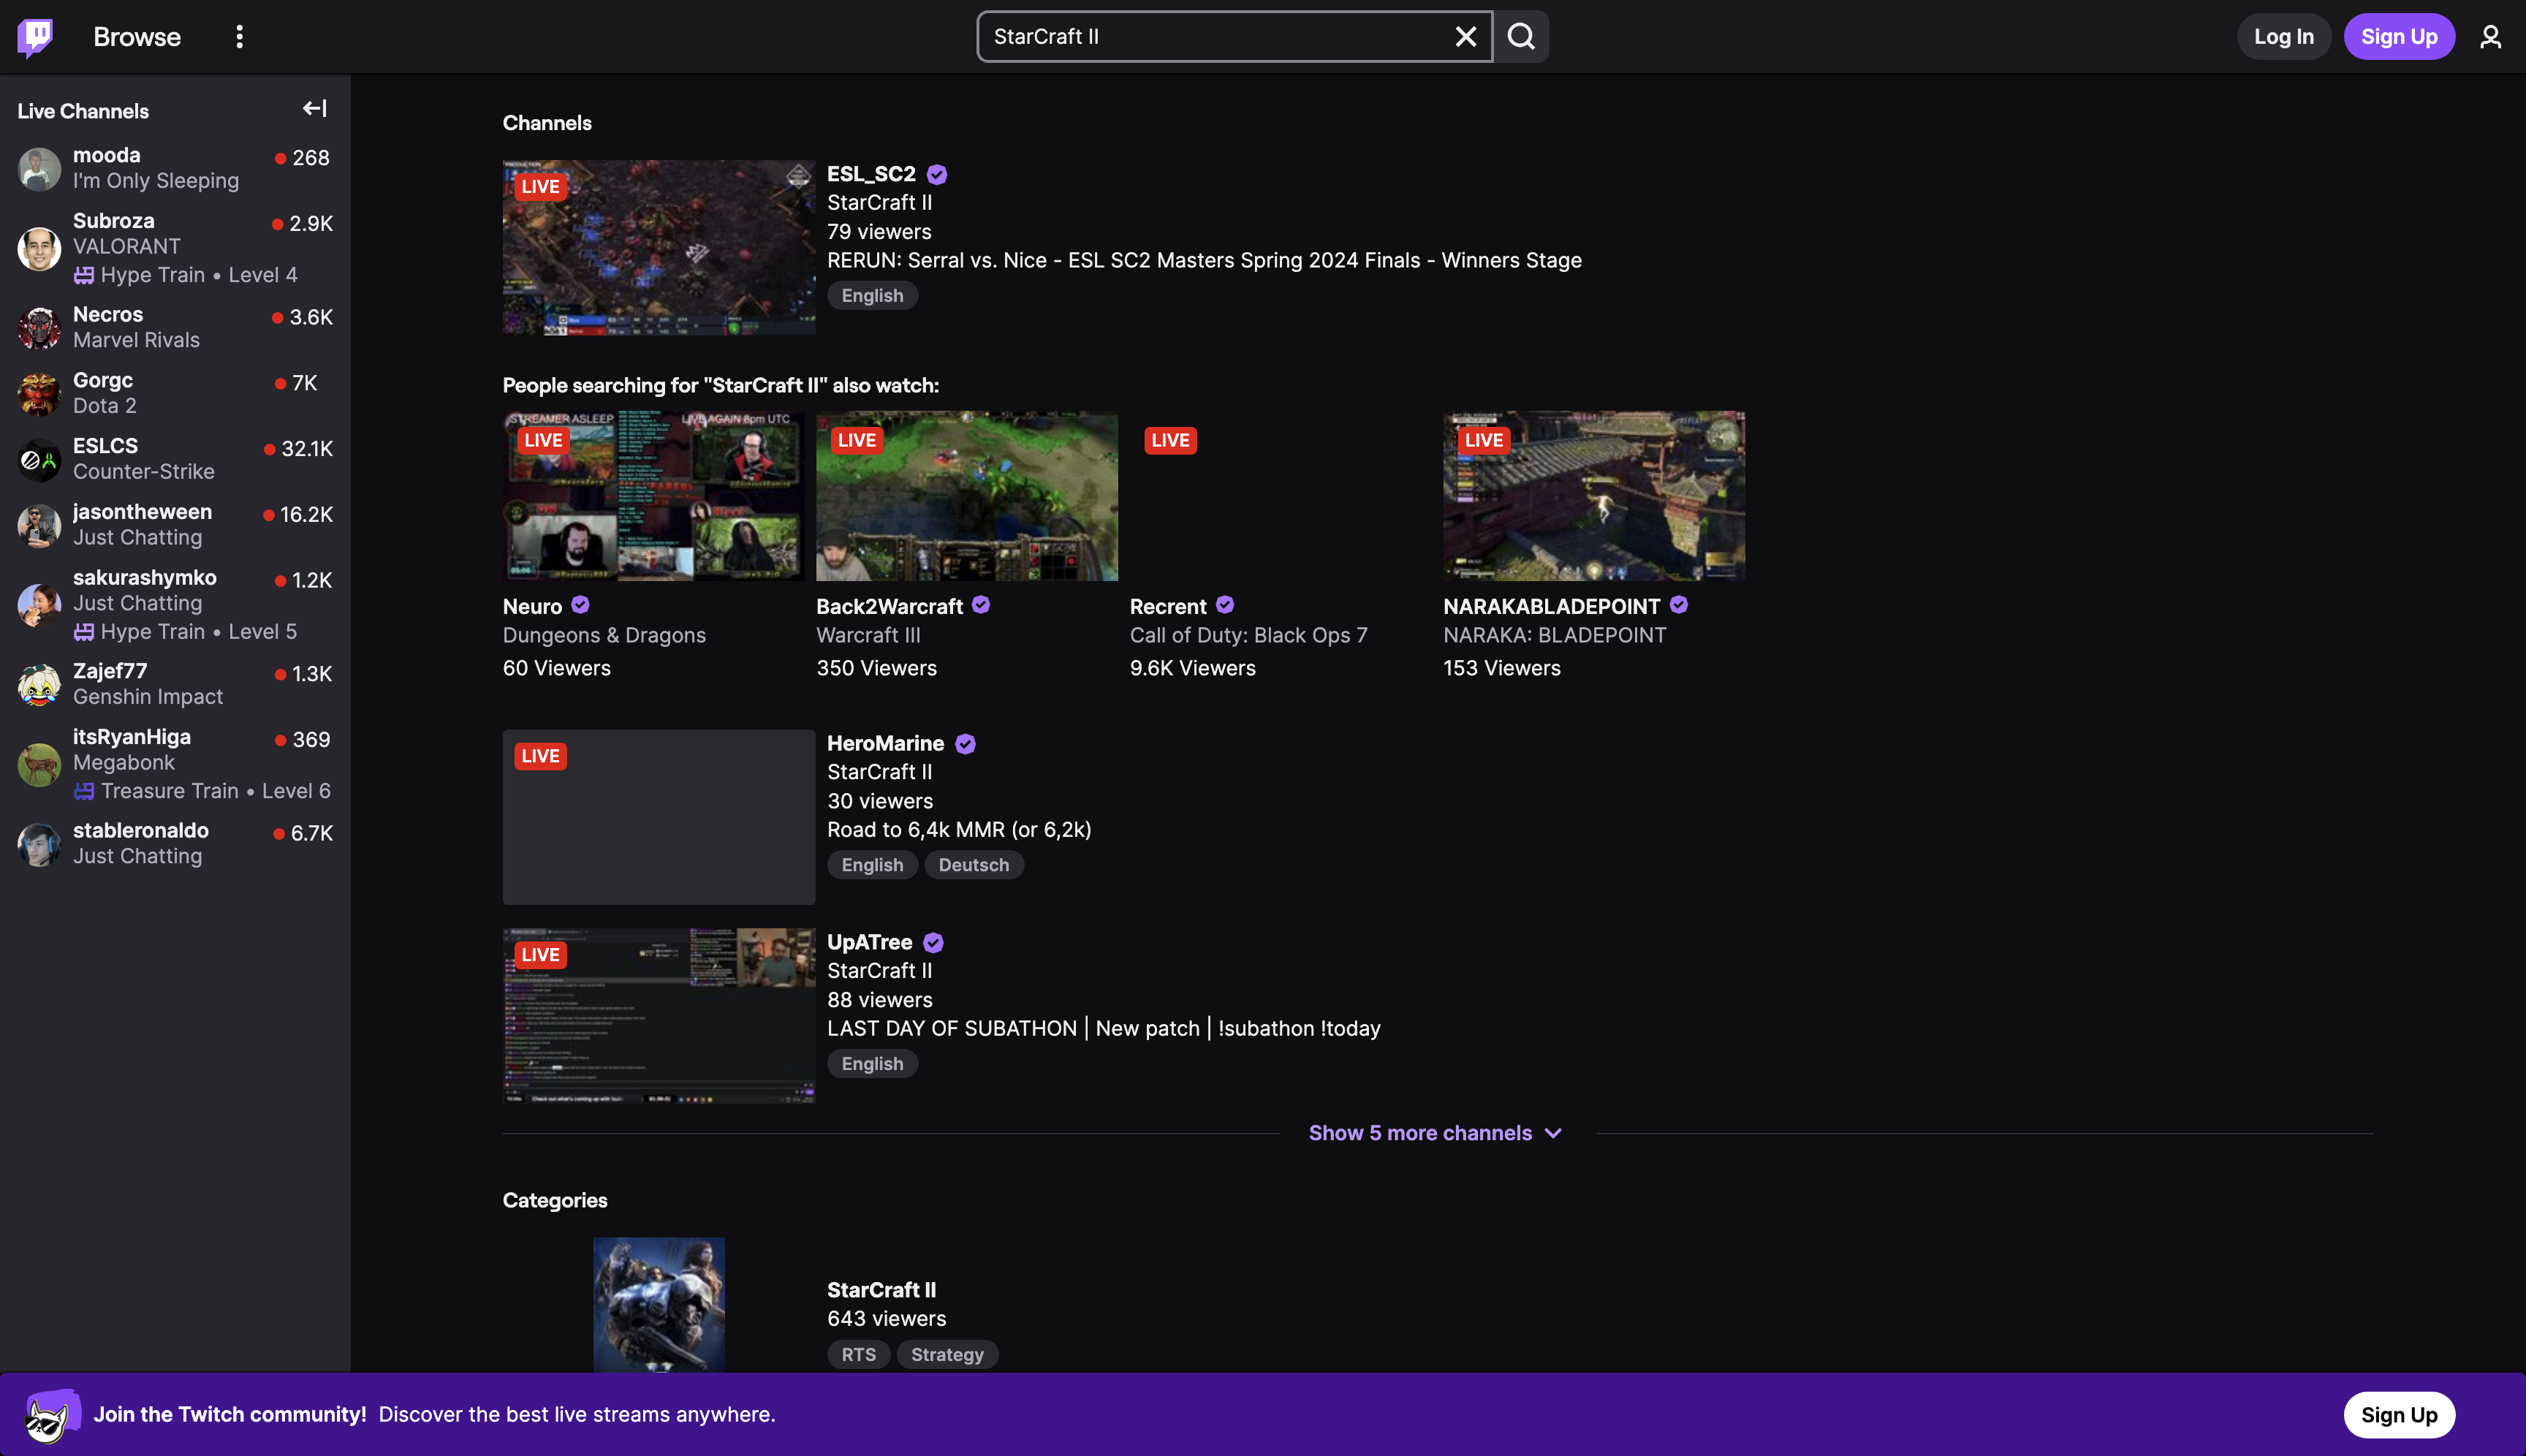 Browse
StarCraft II
Log In
Sign Up
Live Channels
mooda
268
I'm Only Sleeping
Subroza
2.9K
VALORANT
Hype Train • Level 4
Necros
3.6K
Marvel Rivals
Gorgc
7K
Dota 2
ESLCS
32.1K
Counter-Strike
jasontheween
16.2K
Just Chatting
sakurashymko
1.2K
Just Chatting
Hype Train • Level 5
Zajef77
1.3K
Genshin Impact
itsRyanHiga
369
Megabonk
Treasure Train • Level 6
stableronaldo
6.7K
Just Chatting
Channels
LIVE
ESL_SC2
StarCraft II
79 viewers
RERUN: Serral vs. Nice - ESL SC2 Masters Spring 2024 Finals - Winners Stage
English
People searching for "StarCraft II" also watch:
STREAMER ASLEEP
LIVE AGAIN 8pm UTC
LIVE
LIVE
LIVE
LIVE
Neuro
Dungeons & Dragons
60 Viewers
Back2Warcraft
Warcraft III
350 Viewers
Recrent
Call of Duty: Black Ops 7
9.6K Viewers
NARAKABLADEPOINT
NARAKA: BLADEPOINT
153 Viewers
LIVE
HeroMarine
StarCraft II
30 viewers
Road to 6,4k MMR (or 6,2k)
English
Deutsch
LIVE
UpATree
StarCraft II
88 viewers
LAST DAY OF SUBATHON | New patch | !subathon !today
English
Show 5 more channels
Categories
StarCraft II
643 viewers
RTS
Strategy
Join the Twitch community! Discover the best live streams anywhere.
Sign Up